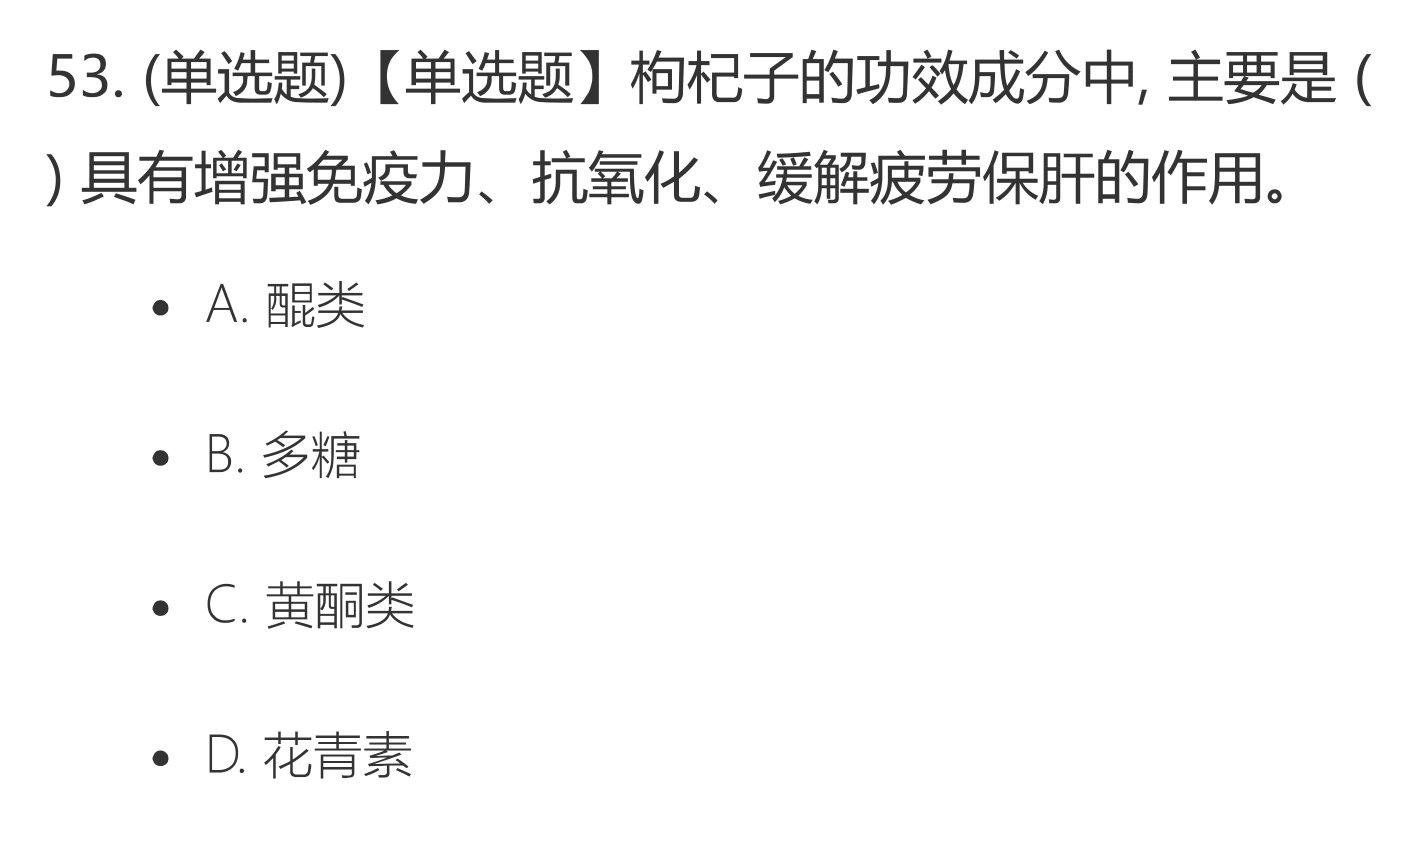 53. (单选题)【单选题】枸杞子的功效成分中, 主要是 (
) 具有增强免疫力、抗氧化、缓解疲劳保肝的作用。
• A. 醌类
• B. 多糖
• C. 黄酮类
• D. 花青素